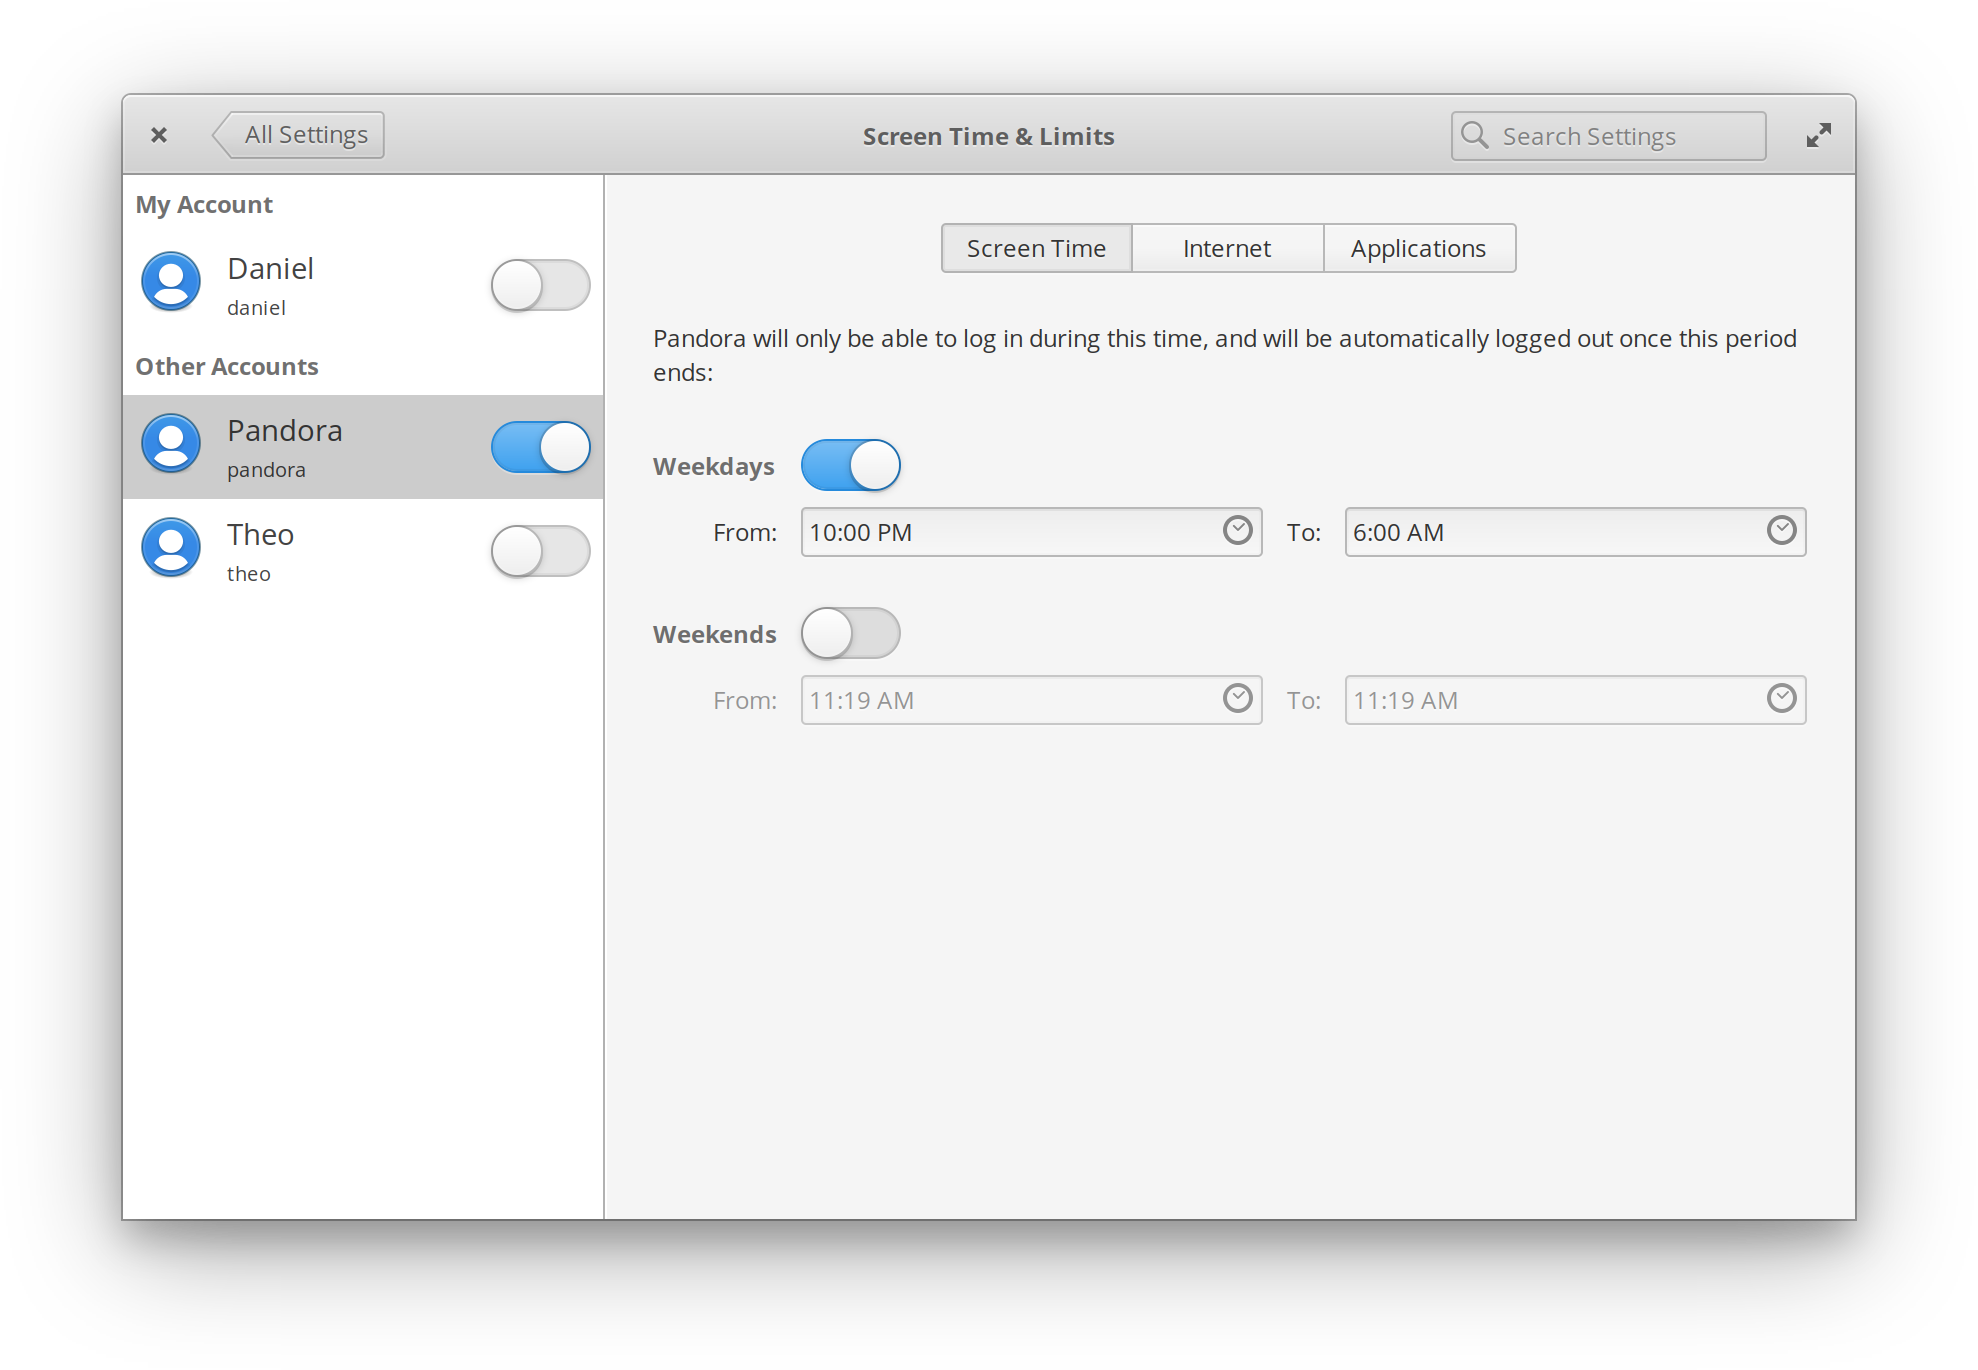 All Settings
Screen Time & Limits
Search Settings
My Account
Daniel
daniel
Other Accounts
Pandora
pandora
Theo
theo
Screen Time
Internet
Applications
Pandora will only be able to log in during this time, and will be automatically logged out once this period
ends:
Weekdays
From: 10:00 PM To: 6:00 AM
Weekends
From: 11:19 AM To: 11:19 AM